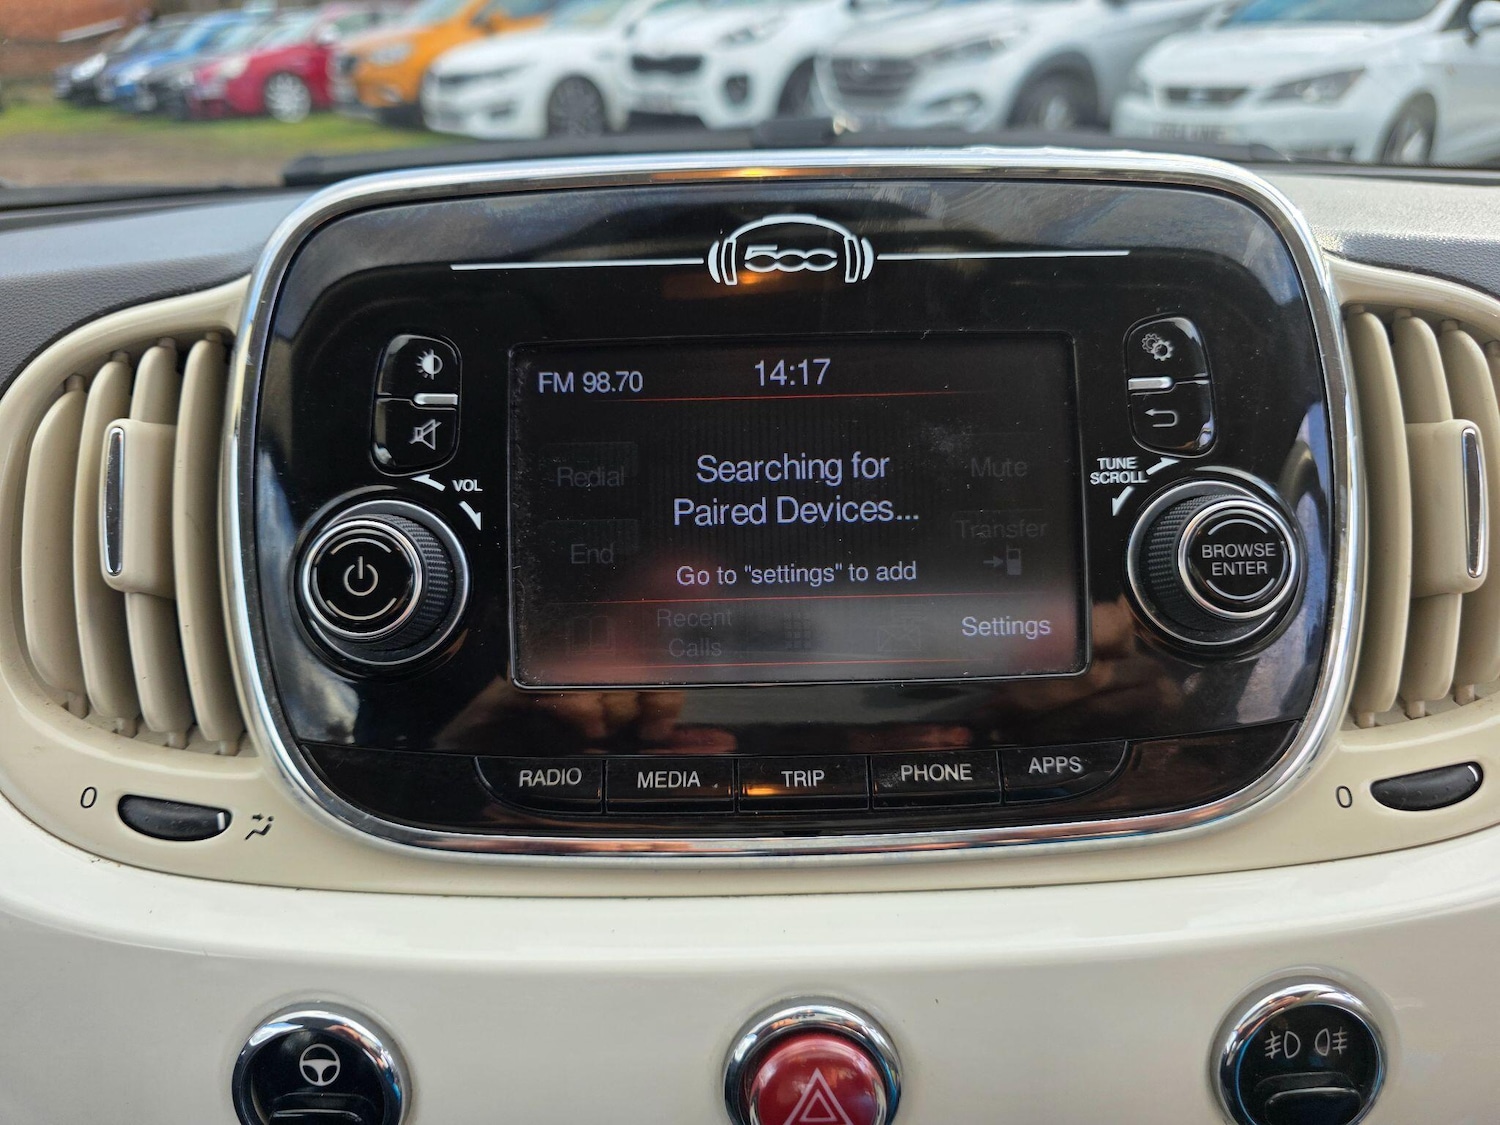 500
FM 98.70
14:17
Redial
Searching for
Paired Devices...
Mute
End
Transfer
Go to "settings" to add
Recent
Calls
Settings
VOL
TUNE
SCROLL
BROWSE
ENTER
RADIO
MEDIA
TRIP
PHONE
APPS
0
0